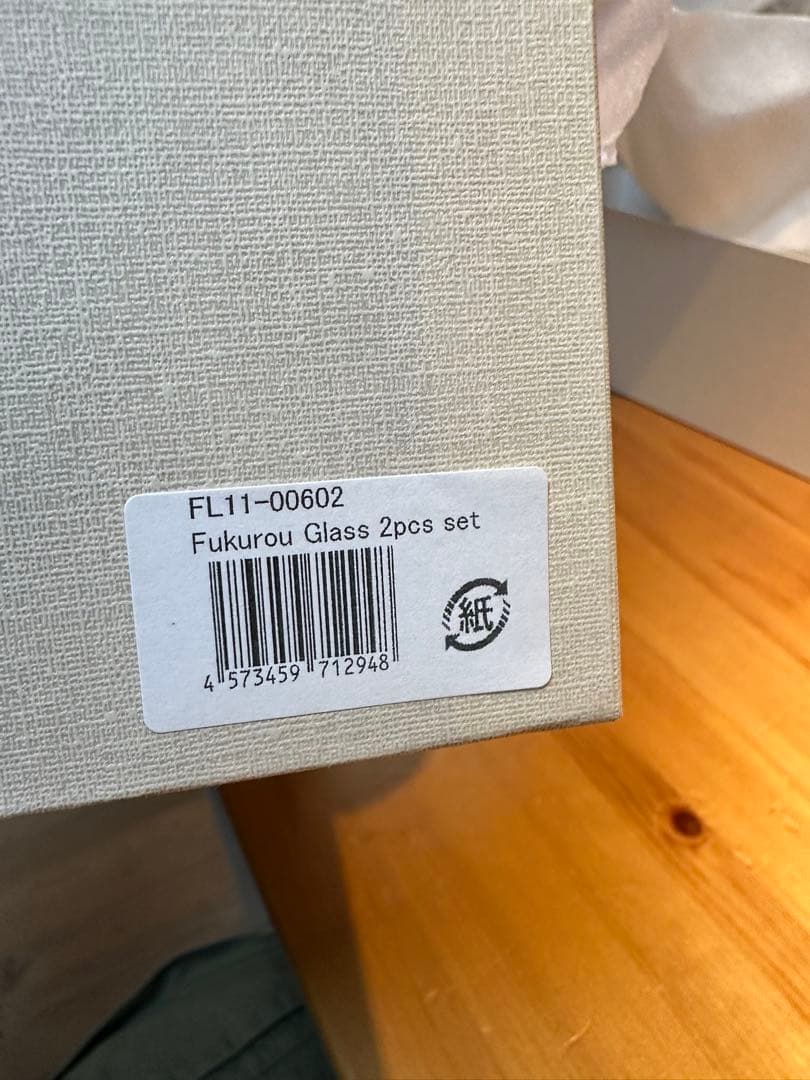 FL11-00602
Fukurou Glass 2pcs set
4 573459 712948
紙